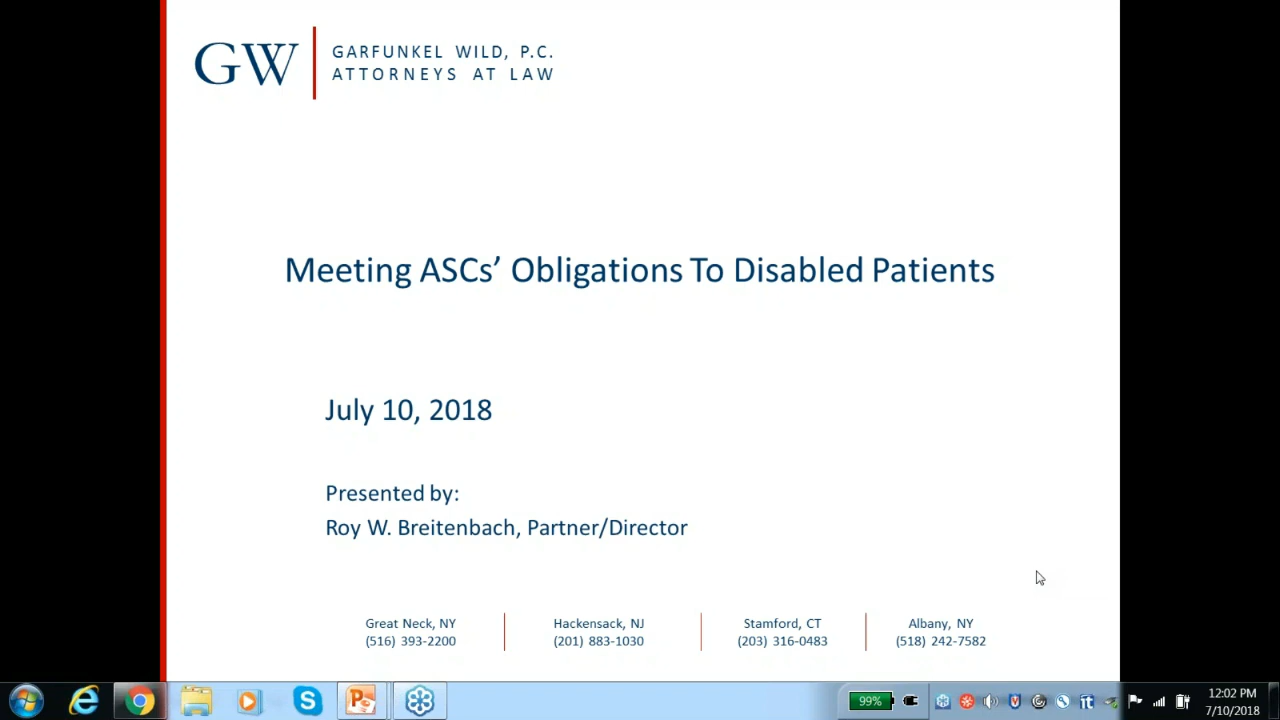 GW
GARFUNKEL WILD, P.C.
ATTORNEYS AT LAW
Meeting ASCs’ Obligations To Disabled Patients
July 10, 2018
Presented by:
Roy W. Breitenbach, Partner/Director
Great Neck, NY
(516) 393-2200
Hackensack, NJ
(201) 883-1030
Stamford, CT
(203) 316-0483
Albany, NY
(518) 242-7582
99%
12:02 PM
7/10/2018